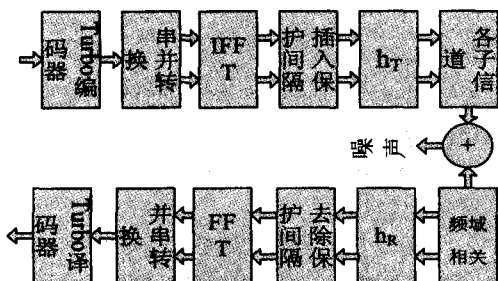 Turbo编
码器
串并转
换
IFF
T
插入保
护间隔
hT
各子信
道
噪声
+
频域
相关
hR
去除保
护间隔
FF
T
并串转
换
Turbo译
码器